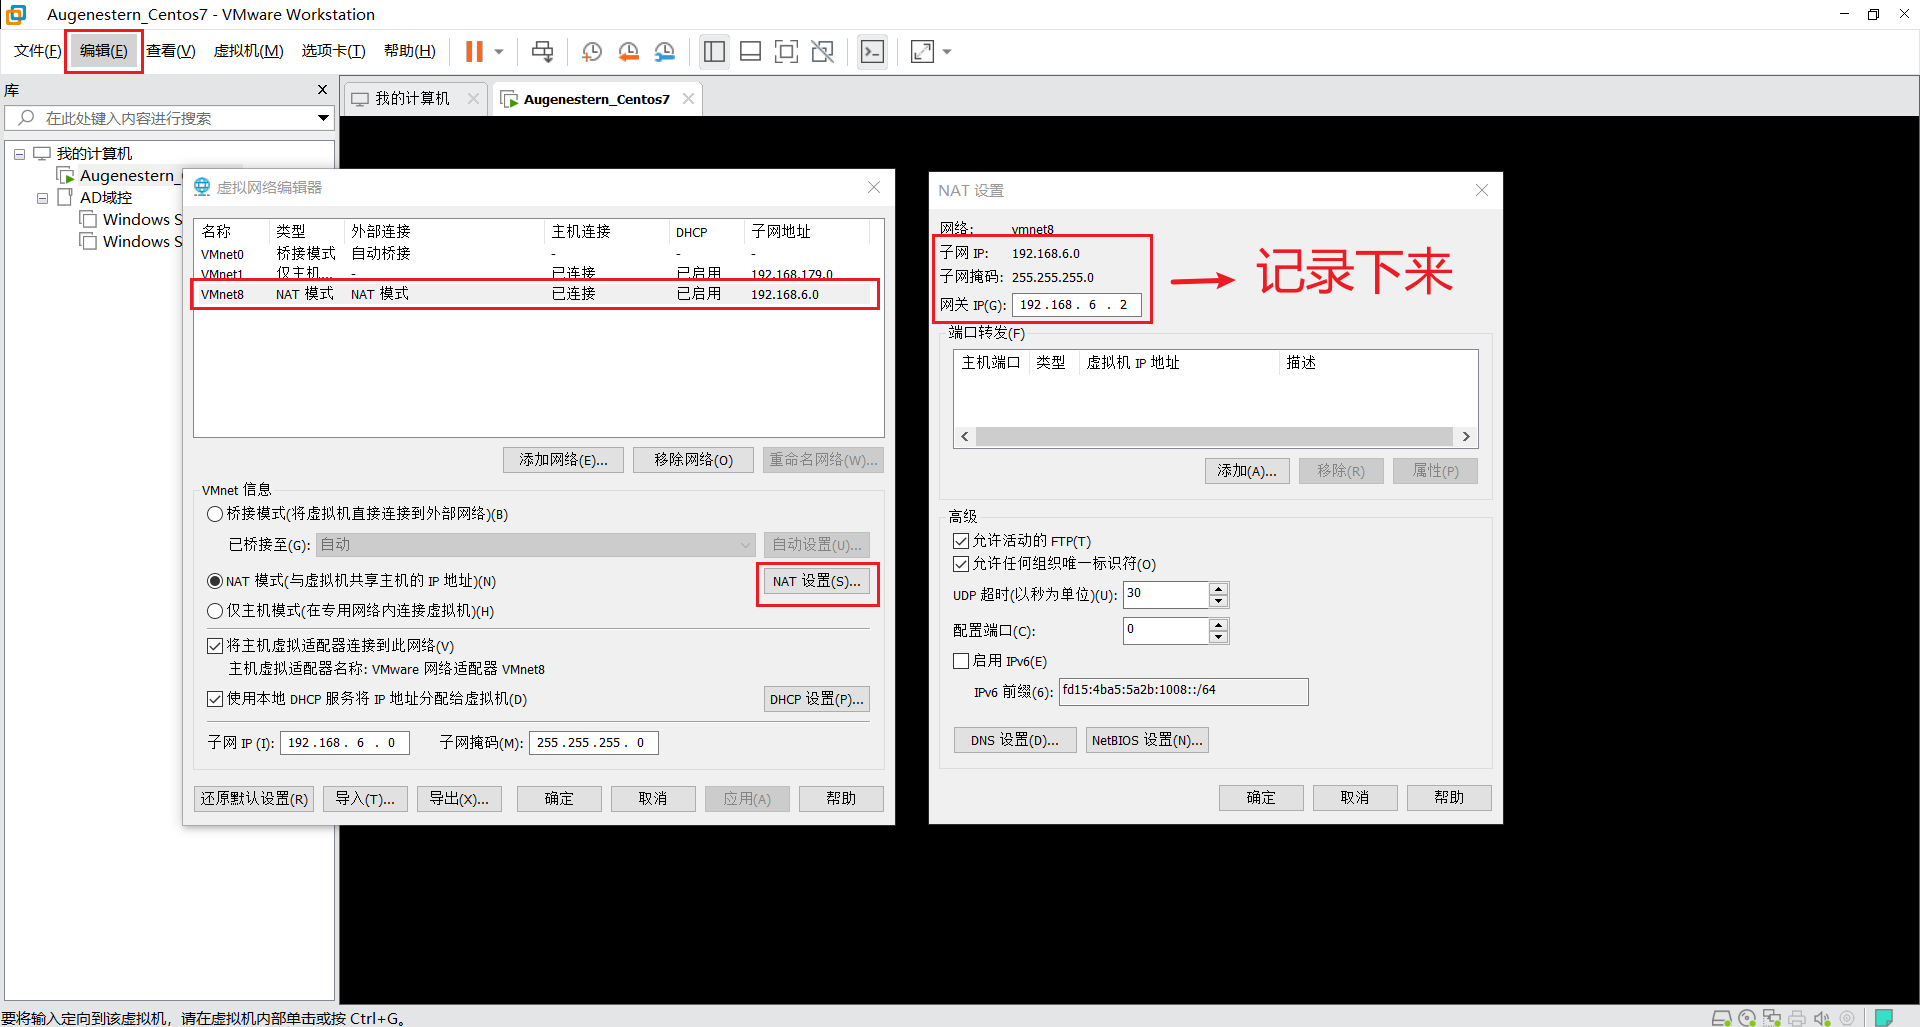 Augenestern_Centos7 - VMware Workstation
文件(F) 编辑(E) 查看(V) 虚拟机(M) 选项卡(T) 帮助(H)
库
在此处键入内容进行搜索
我的计算机 Augenestern_Centos7
我的计算机
Augenestern_
AD域控
Windows S
Windows S
虚拟网络编辑器
名称 类型 外部连接 主机连接 DHCP 子网地址
VMnet0 桥接模式 自动桥接 - - -
VMnet1 仅主机... - 已连接 已启用 192.168.179.0
VMnet8 NAT 模式 NAT 模式 已连接 已启用 192.168.6.0
添加网络(E)... 移除网络(O) 重命名网络(W)...
VMnet 信息
桥接模式(将虚拟机直接连接到外部网络)(B)
已桥接至(G): 自动 自动设置(U)...
NAT 模式(与虚拟机共享主机的 IP 地址)(N) NAT 设置(S)...
仅主机模式(在专用网络内连接虚拟机)(H)
将主机虚拟适配器连接到此网络(V)
主机虚拟适配器名称: VMware 网络适配器 VMnet8
使用本地 DHCP 服务将 IP 地址分配给虚拟机(D) DHCP 设置(P)...
子网 IP (I): 192 . 168 . 6 . 0 子网掩码(M): 255 . 255 . 255 . 0
还原默认设置(R) 导入(T)... 导出(X)... 确定 取消 应用(A) 帮助
NAT 设置
网络: vmnet8
子网 IP: 192.168.6.0
子网掩码: 255.255.255.0
网关 IP(G): 192 . 168 . 6 . 2
记录下来
端口转发(F)
主机端口 类型 虚拟机 IP 地址 描述
添加(A)... 移除(R) 属性(P)
高级
允许活动的 FTP(T)
允许任何组织唯一标识符(O)
UDP 超时(以秒为单位)(U): 30
配置端口(C): 0
启用 IPv6(E)
IPv6 前缀(6): fd15:4ba5:5a2b:1008::/64
DNS 设置(D)... NetBIOS 设置(N)...
确定 取消 帮助
要将输入定向到该虚拟机，请在虚拟机内部单击或按 Ctrl+G。